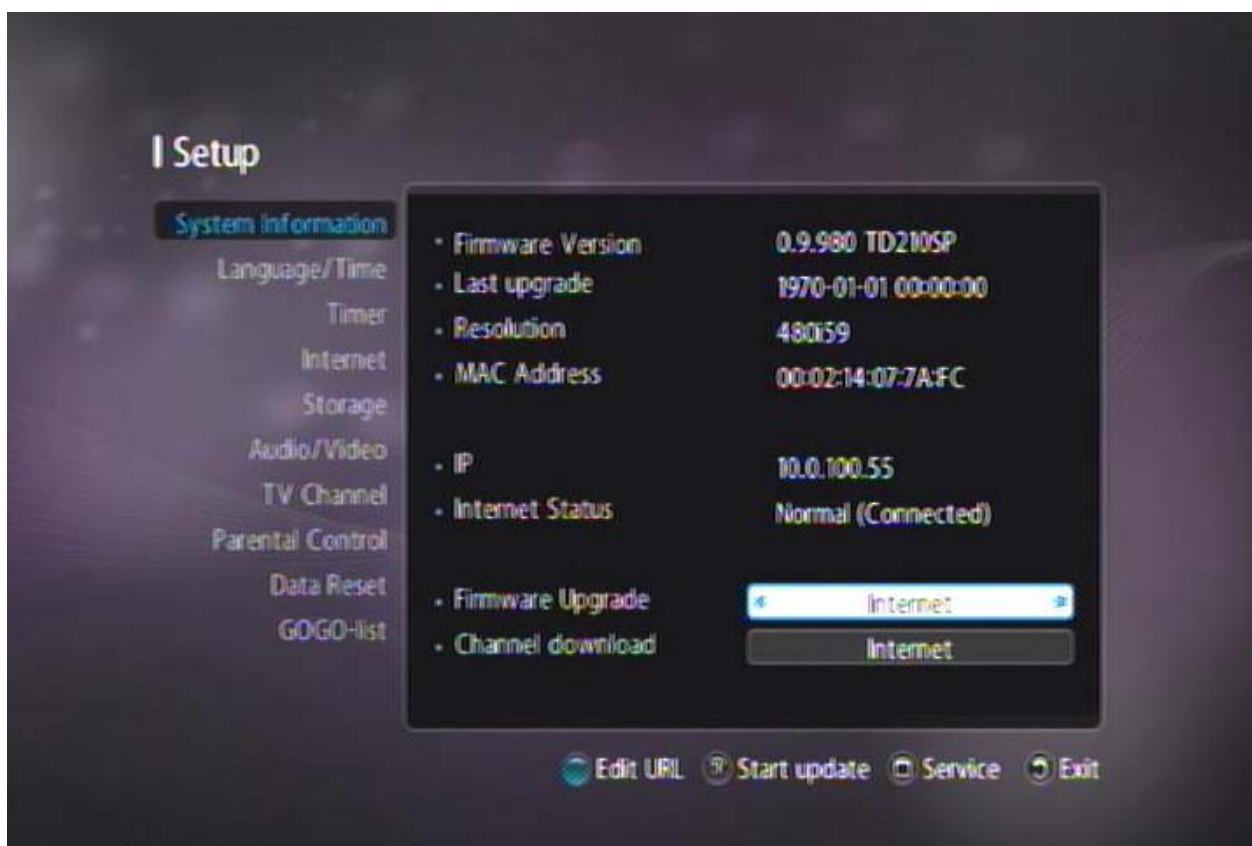 Setup
System Information
Language/Time
Timer
Internet
Storage
Audio/Video
TV Channel
Parental Control
Data Reset
GOGO-list
Firmware Version 0.9.980 TD210SP
Last upgrade 1970-01-01 00:00:00
Resolution 480i59
MAC Address 00:02:14:07:7A:FC
IP 10.0.100.55
Internet Status Normal (Connected)
Firmware Upgrade Internet
Channel download Internet
Edit URL Start update Service Exit